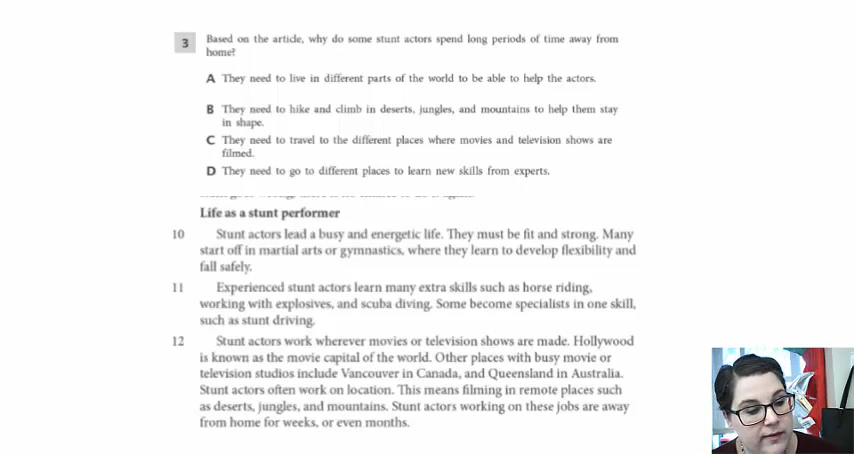 3
Based on the article, why do some stunt actors spend long periods of time away from
home?
A They need to live in different parts of the world to be able to help the actors.
B They need to hike and climb in deserts, jungles, and mountains to help them stay
in shape.
C They need to travel to the different places where movies and television shows are
filmed.
D They need to go to different places to learn new skills from experts.
Life as a stunt performer
10 Stunt actors lead a busy and energetic life. They must be fit and strong. Many
start off in martial arts or gymnastics, where they learn to develop flexibility and
fall safely.
11 Experienced stunt actors learn many extra skills such as horse riding,
working with explosives, and scuba diving. Some become specialists in one skill,
such as stunt driving.
12 Stunt actors work wherever movies or television shows are made. Hollywood
is known as the movie capital of the world. Other places with busy movie or
television studios include Vancouver in Canada, and Queensland in Australia.
Stunt actors often work on location. This means filming in remote places such
as deserts, jungles, and mountains. Stunt actors working on these jobs are away
from home for weeks, or even months.